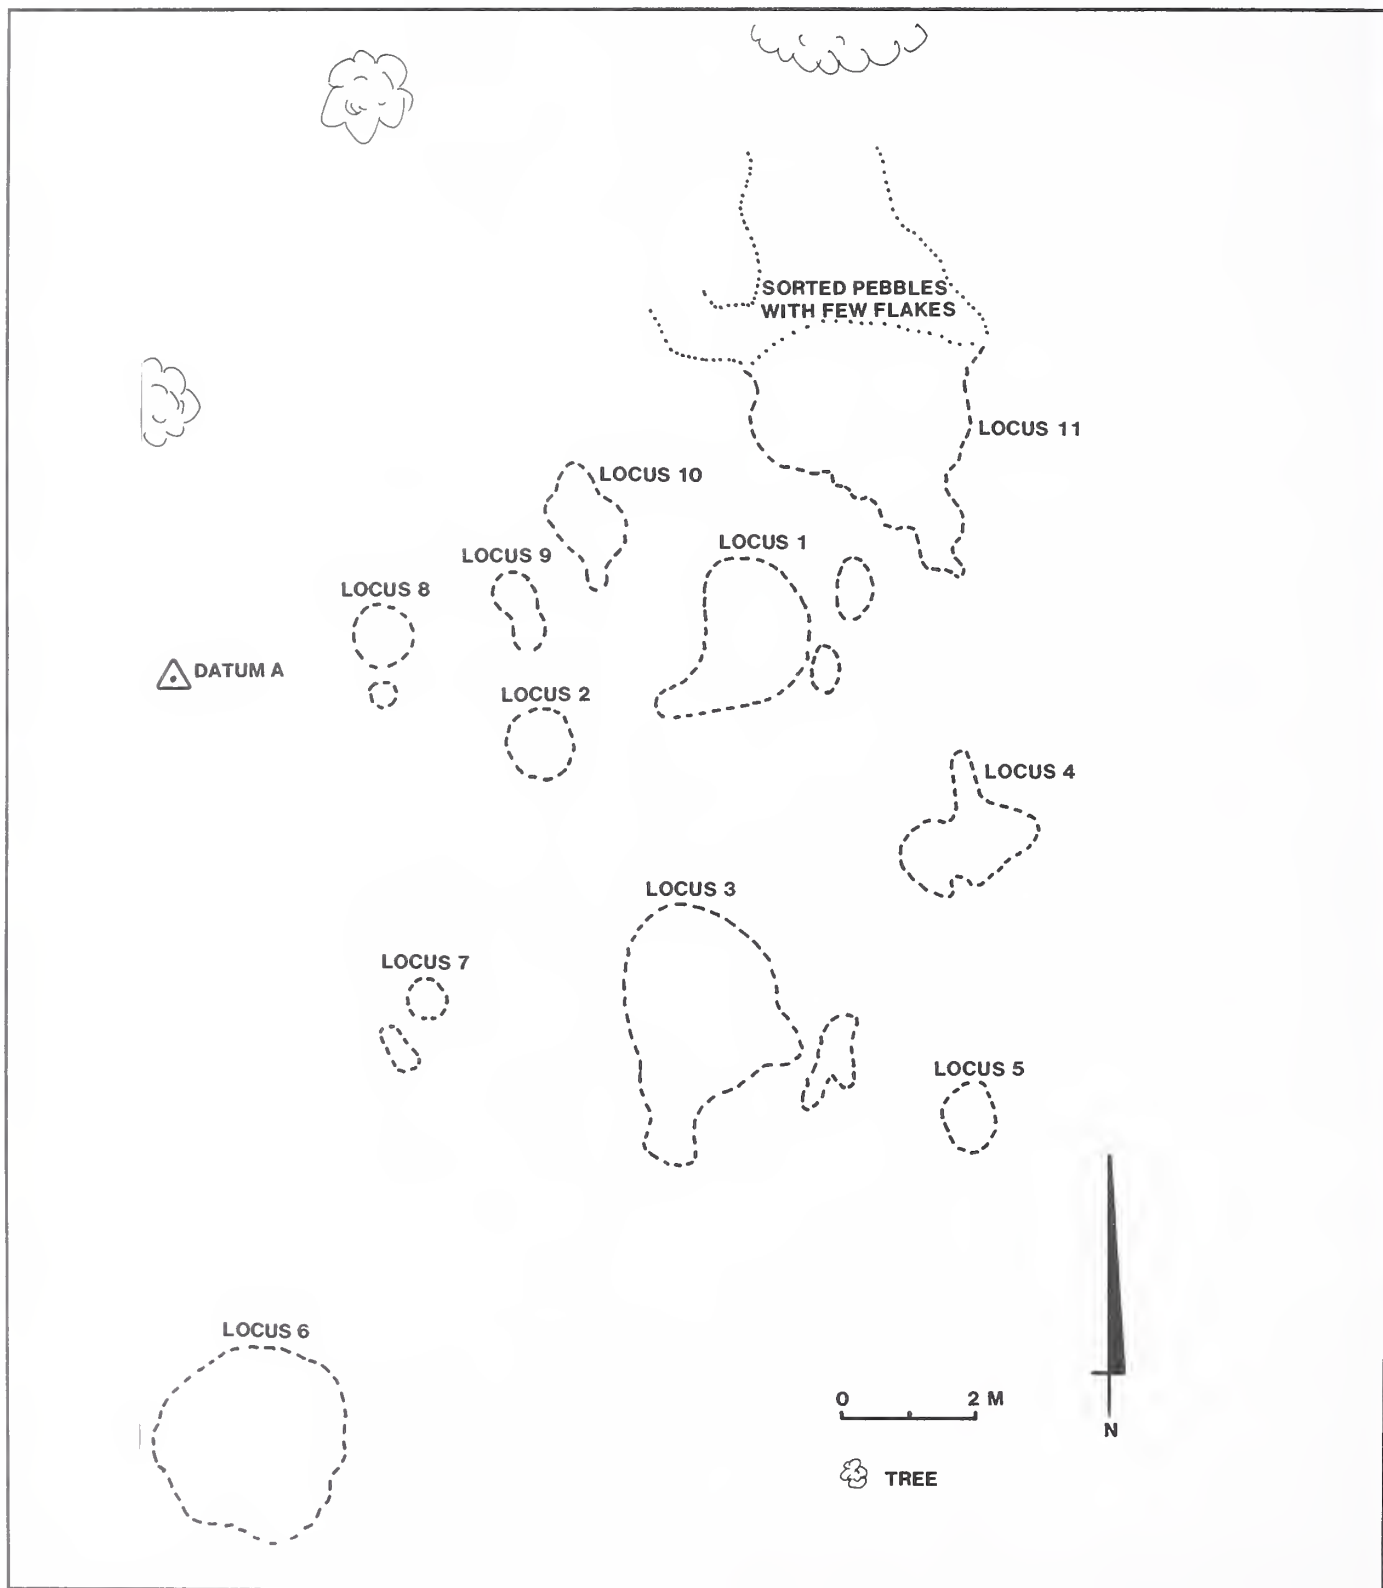 SORTED PEBBLES
WITH FEW FLAKES
LOCUS 11
LOCUS 10
LOCUS 1
LOCUS 9
LOCUS 8
DATUM A
LOCUS 2
LOCUS 4
LOCUS 3
LOCUS 7
LOCUS 5
LOCUS 6
0 2 M
N
TREE